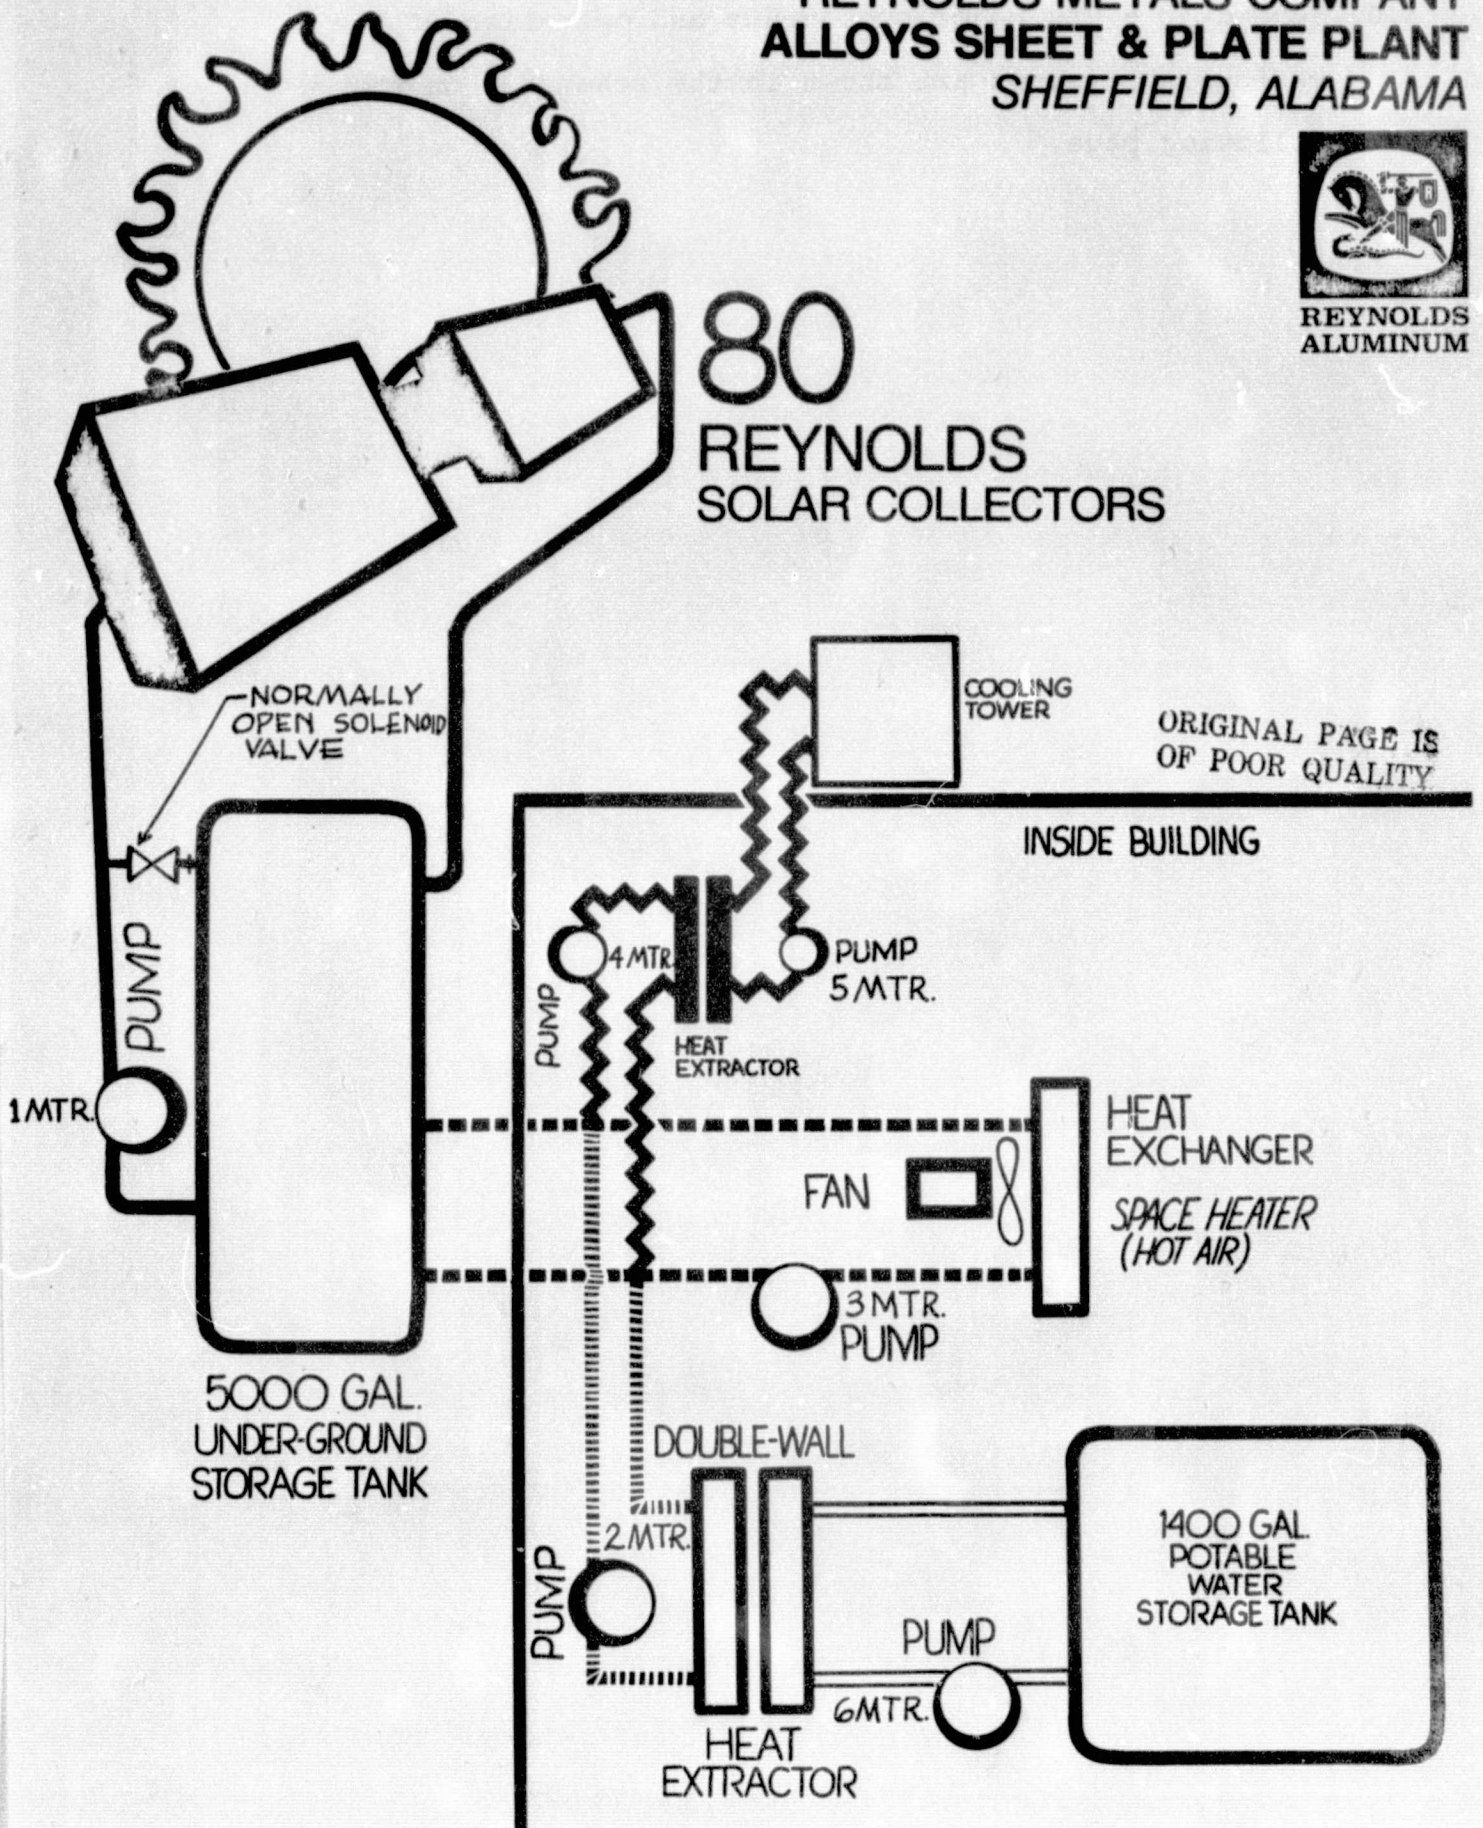 REYNOLDS METALS COMPANY
ALLOYS SHEET & PLATE PLANT
SHEFFIELD, ALABAMA
REYNOLDS
ALUMINUM
80
REYNOLDS
SOLAR COLLECTORS
NORMALLY
OPEN SOLENOID
VALVE
COOLING
TOWER
ORIGINAL PAGE IS
OF POOR QUALITY
INSIDE BUILDING
PUMP
4 MTR.
PUMP
5 MTR.
PUMP
HEAT
EXTRACTOR
1 MTR.
HEAT
EXCHANGER
FAN
SPACE HEATER
(HOT AIR)
3 MTR.
PUMP
5000 GAL.
UNDER-GROUND
STORAGE TANK
DOUBLE-WALL
2 MTR.
PUMP
1400 GAL.
POTABLE
WATER
STORAGE TANK
PUMP
6 MTR.
HEAT
EXTRACTOR